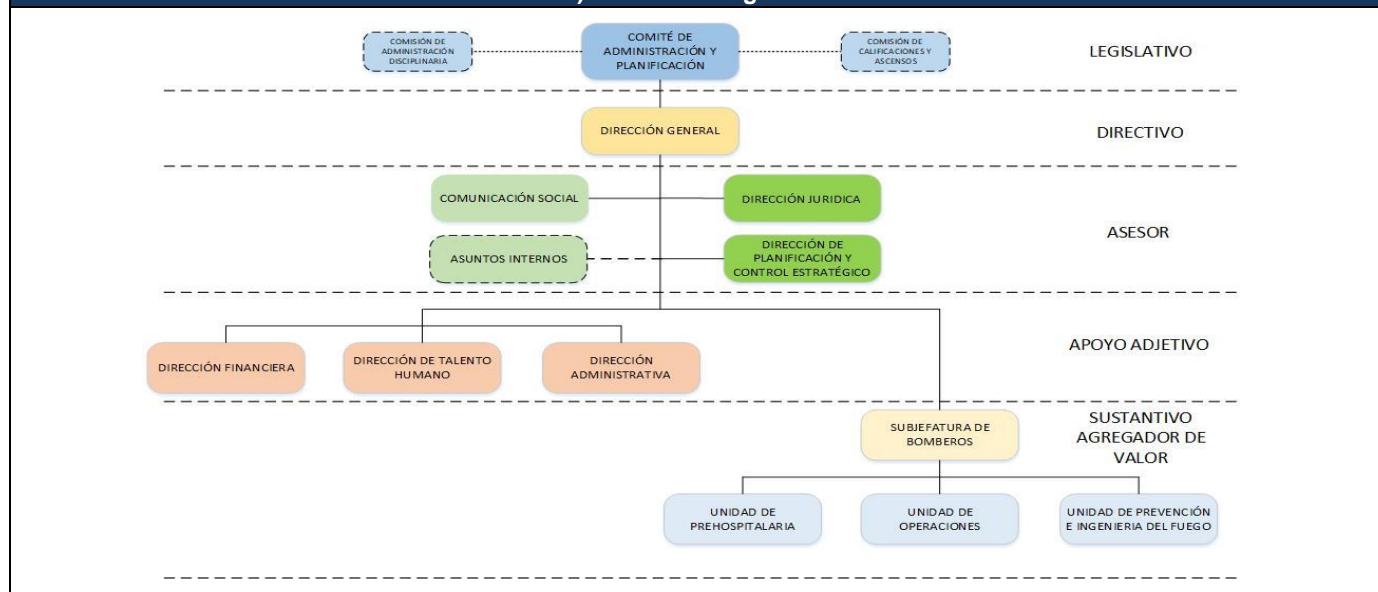 COMISIÓN DE
ADMINISTRACIÓN
DISCIPLINARIA
COMITÉ DE
ADMINISTRACIÓN Y
PLANIFICACIÓN
COMISIÓN DE
CALIFICACIONES Y
ASCENSOS
LEGISLATIVO
DIRECCIÓN GENERAL
DIRECTIVO
COMUNICACIÓN SOCIAL
DIRECCIÓN JURIDICA
ASUNTOS INTERNOS
DIRECCIÓN DE
PLANIFICACIÓN Y
CONTROL ESTRATÉGICO
ASESOR
DIRECCIÓN FINANCIERA
DIRECCIÓN DE TALENTO
HUMANO
DIRECCIÓN
ADMINISTRATIVA
APOYO ADJETIVO
SUBJEFATURA DE
BOMBEROS
SUSTANTIVO
AGREGADOR DE
VALOR
UNIDAD DE
PREHOSPITALARIA
UNIDAD DE
OPERACIONES
UNIDAD DE PREVENCIÓN
E INGENIERIA DEL FUEGO